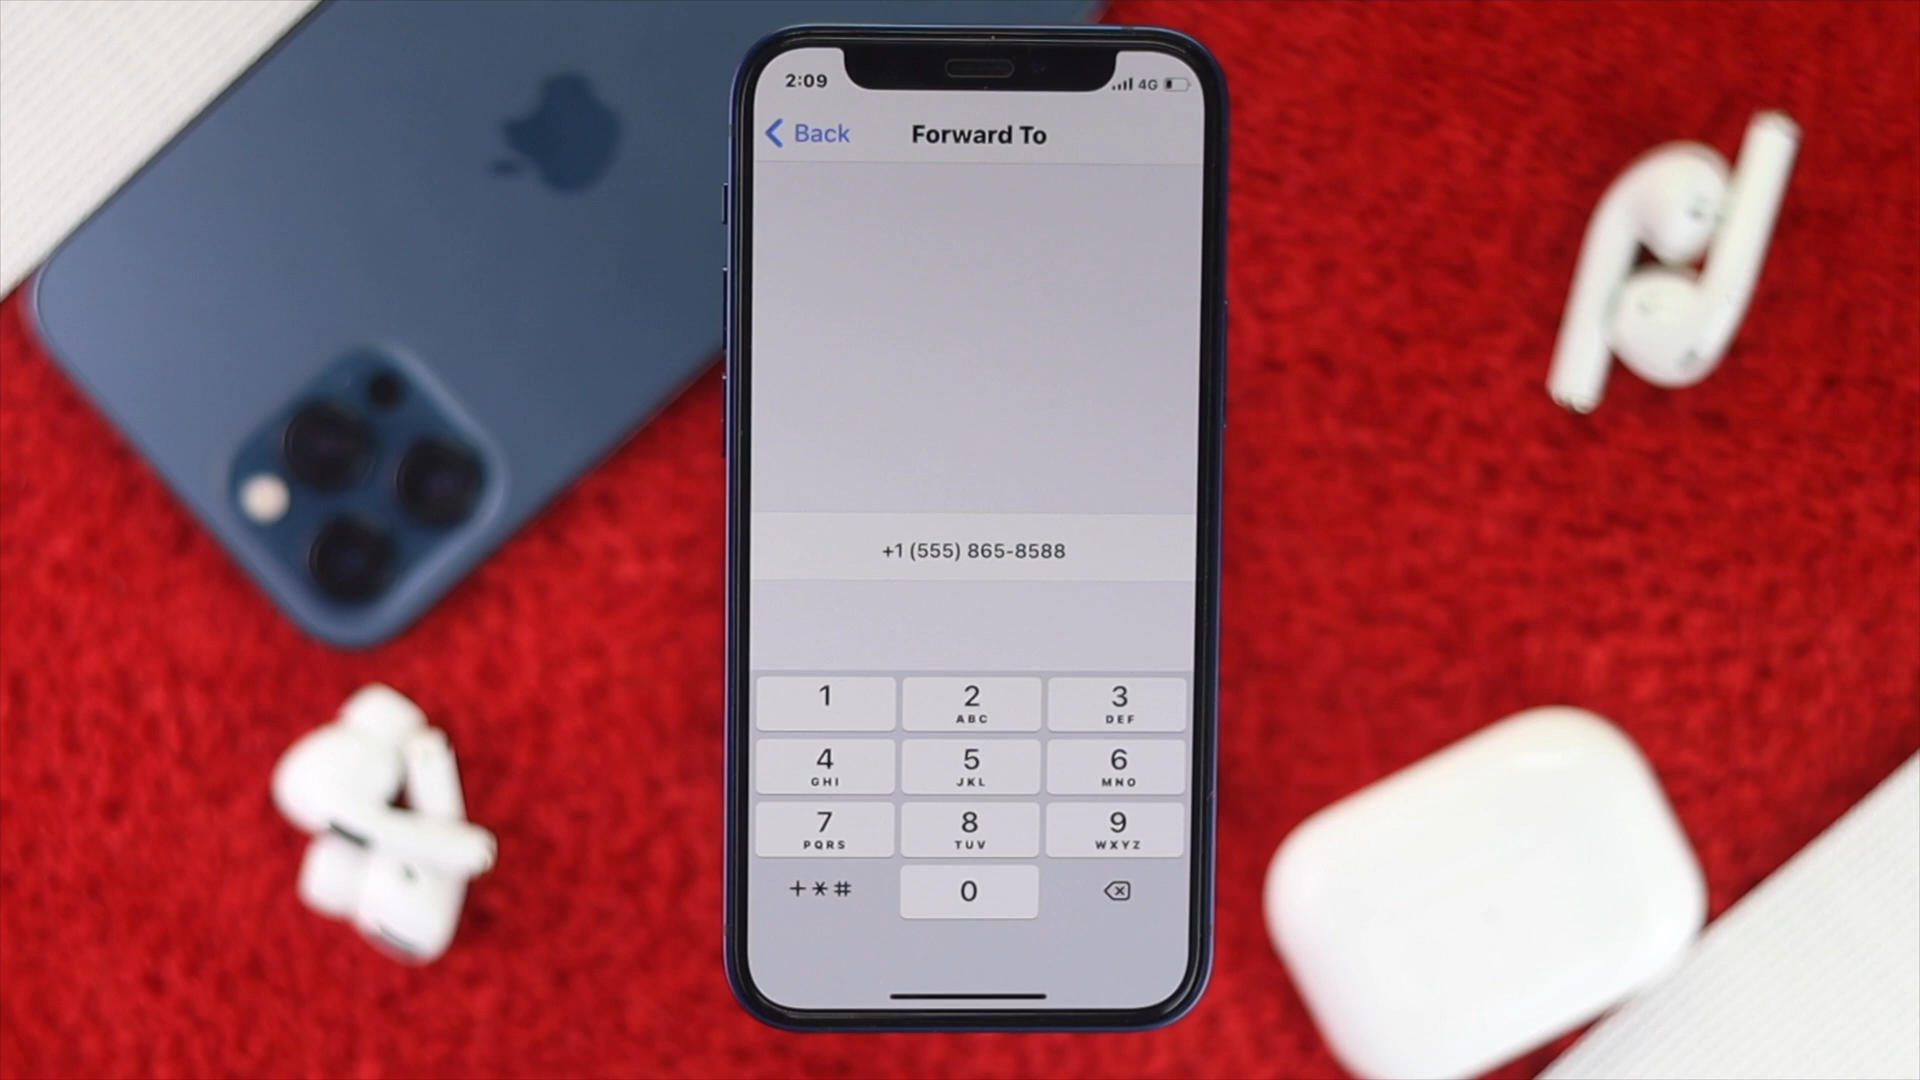 2:09 4G
Back Forward To
+1 (555) 865-8588
1 2 3
ABC DEF
4 5 6
GHI JKL MNO
7 8 9
PQRS TUV WXYZ
+*# 0